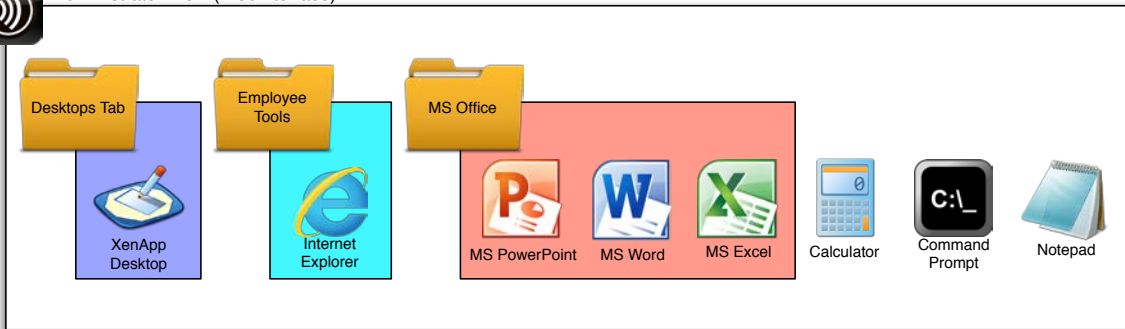 Desktops Tab
Employee
Tools
MS Office
XenApp
Desktop
Internet
Explorer
MS PowerPoint
MS Word
MS Excel
0
Calculator
C:\_
Command
Prompt
Notepad